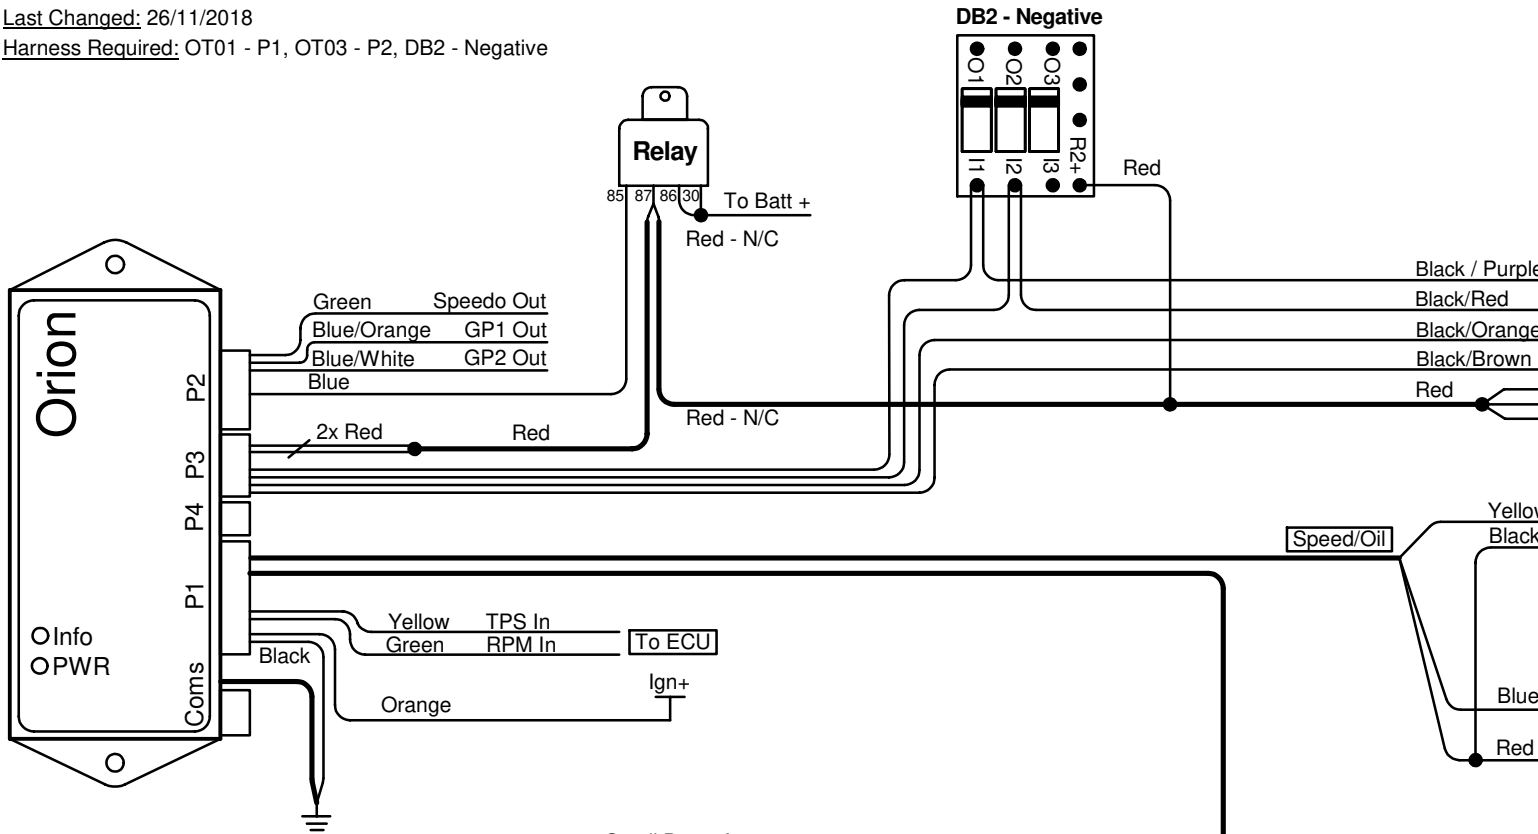 Last Changed: 26/11/2018
Harness Required: OT01 - P1, OT03 - P2, DB2 - Negative
DB2 - Negative
O1 O2 O3
I1 I2 I3 R2+
Red
Relay
85 87 86 30
To Batt +
Red - N/C
Black / Purple
Black/Red
Black/Orange
Black/Brown
Red
Green Speedo Out
Blue/Orange GP1 Out
Blue/White GP2 Out
Blue
Red - N/C
2x Red Red
Orion
P2
P3
P4
P1
Coms
Info
PWR
Speed/Oil
Yellow
Black
Yellow TPS In
Green RPM In
To ECU
Black
Ign+
Orange
Blue
Red